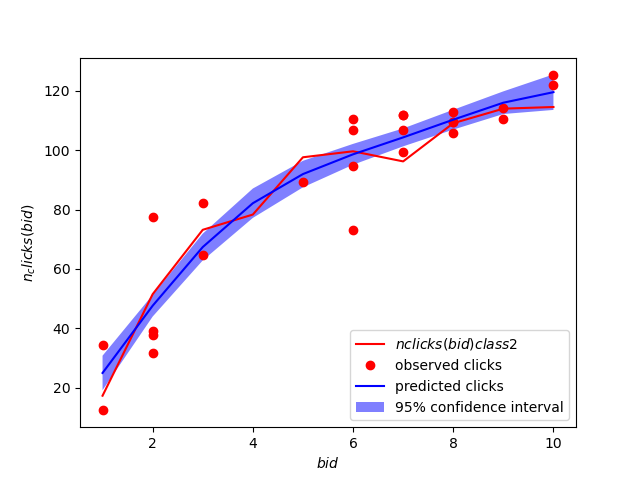 120
100
80
60
40
20
n_clicks(bid)
nclicks(bid)class2
observed clicks
predicted clicks
95% confidence interval
2 4 6 8 10
bid